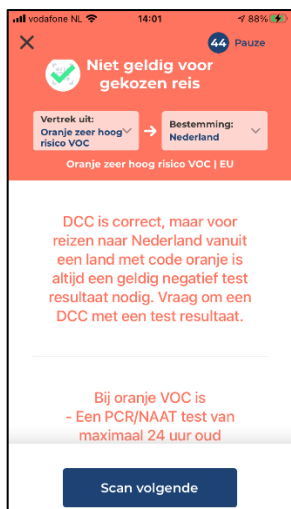 vodafone NL 14:01 88%
44 Pauze
Niet geldig voor
gekozen reis
Vertrek uit:
Oranje zeer hoog
risico VOC
Bestemming:
Nederland
Oranje zeer hoog risico VOC | EU
DCC is correct, maar voor
reizen naar Nederland vanuit
een land met code oranje is
altijd een geldig negatief test
resultaat nodig. Vraag om een
DCC met een test resultaat.
Bij oranje VOC is
- Een PCR/NAAT test van
maximaal 24 uur oud
Scan volgende